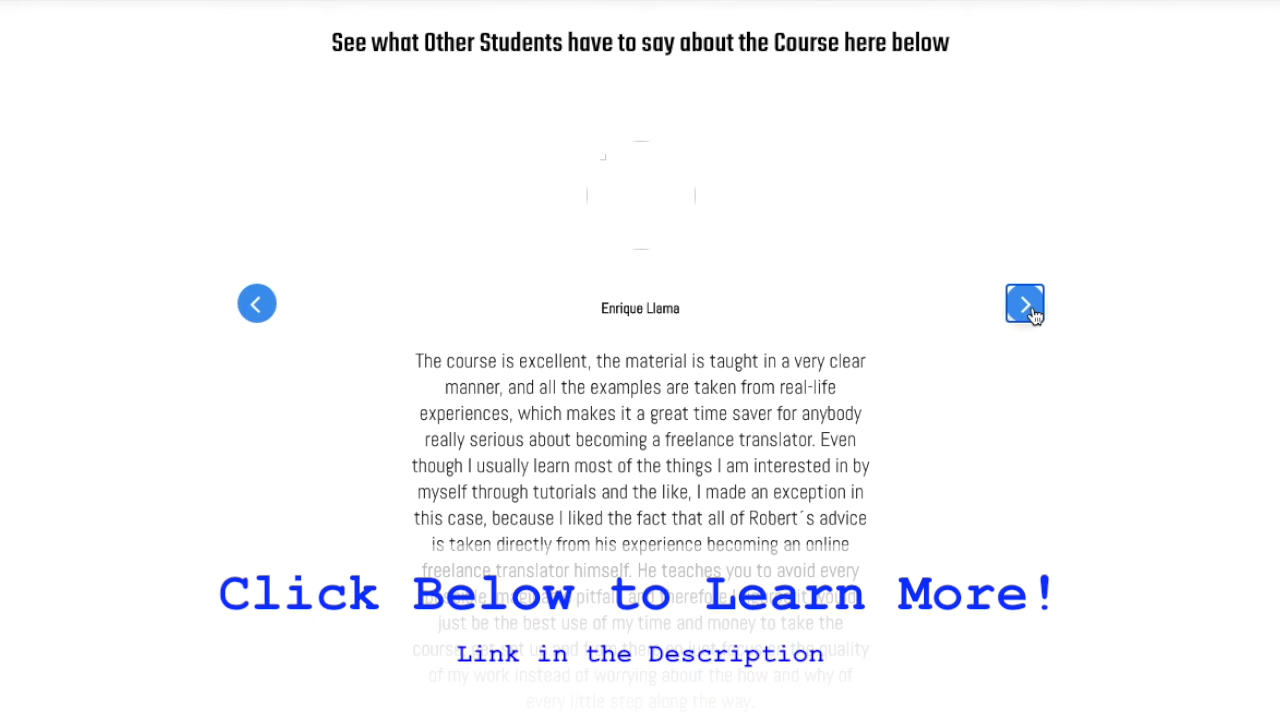 See what Other Students have to say about the Course here below
Enrique Llama
The course is excellent, the material is taught in a very clear
manner, and all the examples are taken from real-life
experiences, which makes it a great time saver for anybody
really serious about becoming a freelance translator. Even
though I usually learn most of the things I am interested in by
myself through tutorials and the like, I made an exception in
this case, because I liked the fact that all of Robert´s advice
is taken directly from his experience becoming an online
freelance translator himself. He teaches you to avoid every
Click Below to Learn More!
pitfall and therefore
just be the best use of my time and money to take the
course quality
Link in the Description
of my work instead of worrying about the how and why of
every little step along the way.